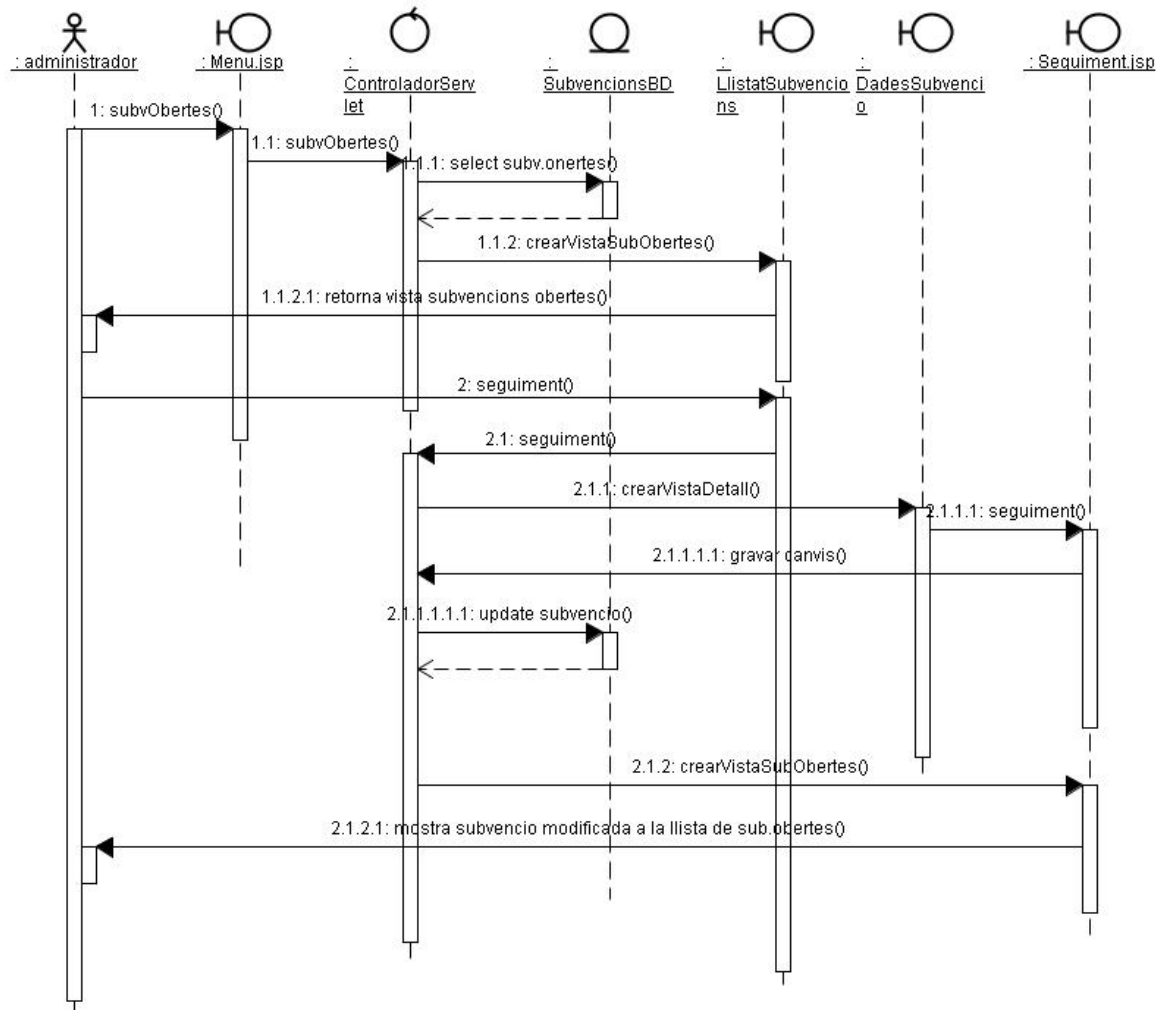 : administrador
: Menu.jsp
:
ControladorServ
let
:
SubvencionsBD
:
LlistatSubvencio
ns
:
DadesSubvenci
o
: Seguiment.jsp
1: subvObertes()
1.1: subvObertes()
1.1.1: select subv.onertes()
1.1.2: crearVistaSubObertes()
1.1.2.1: retorna vista subvencions obertes()
2: seguiment()
2.1: seguiment()
2.1.1: crearVistaDetall()
2.1.1.1: seguiment()
2.1.1.1.1: gravar canvis()
2.1.1.1.1.1: update subvencio()
2.1.2: crearVistaSubObertes()
2.1.2.1: mostra subvencio modificada a la llista de sub.obertes()